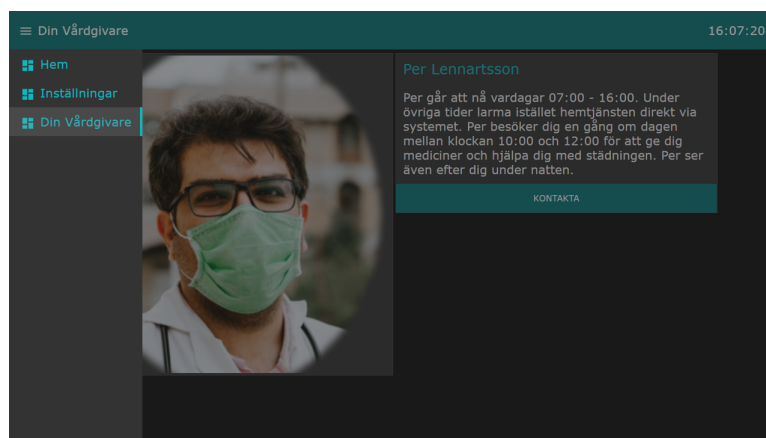 Din Vårdgivare
16:07:20
Hem
Inställningar
Din Vårdgivare
Per Lennartsson
Per går att nå vardagar 07:00 - 16:00. Under
övriga tider larma istället hemtjänsten direkt via
systemet. Per besöker dig en gång om dagen
mellan klockan 10:00 och 12:00 för att ge dig
mediciner och hjälpa dig med städningen. Per ser
även efter dig under natten.
KONTAKTA